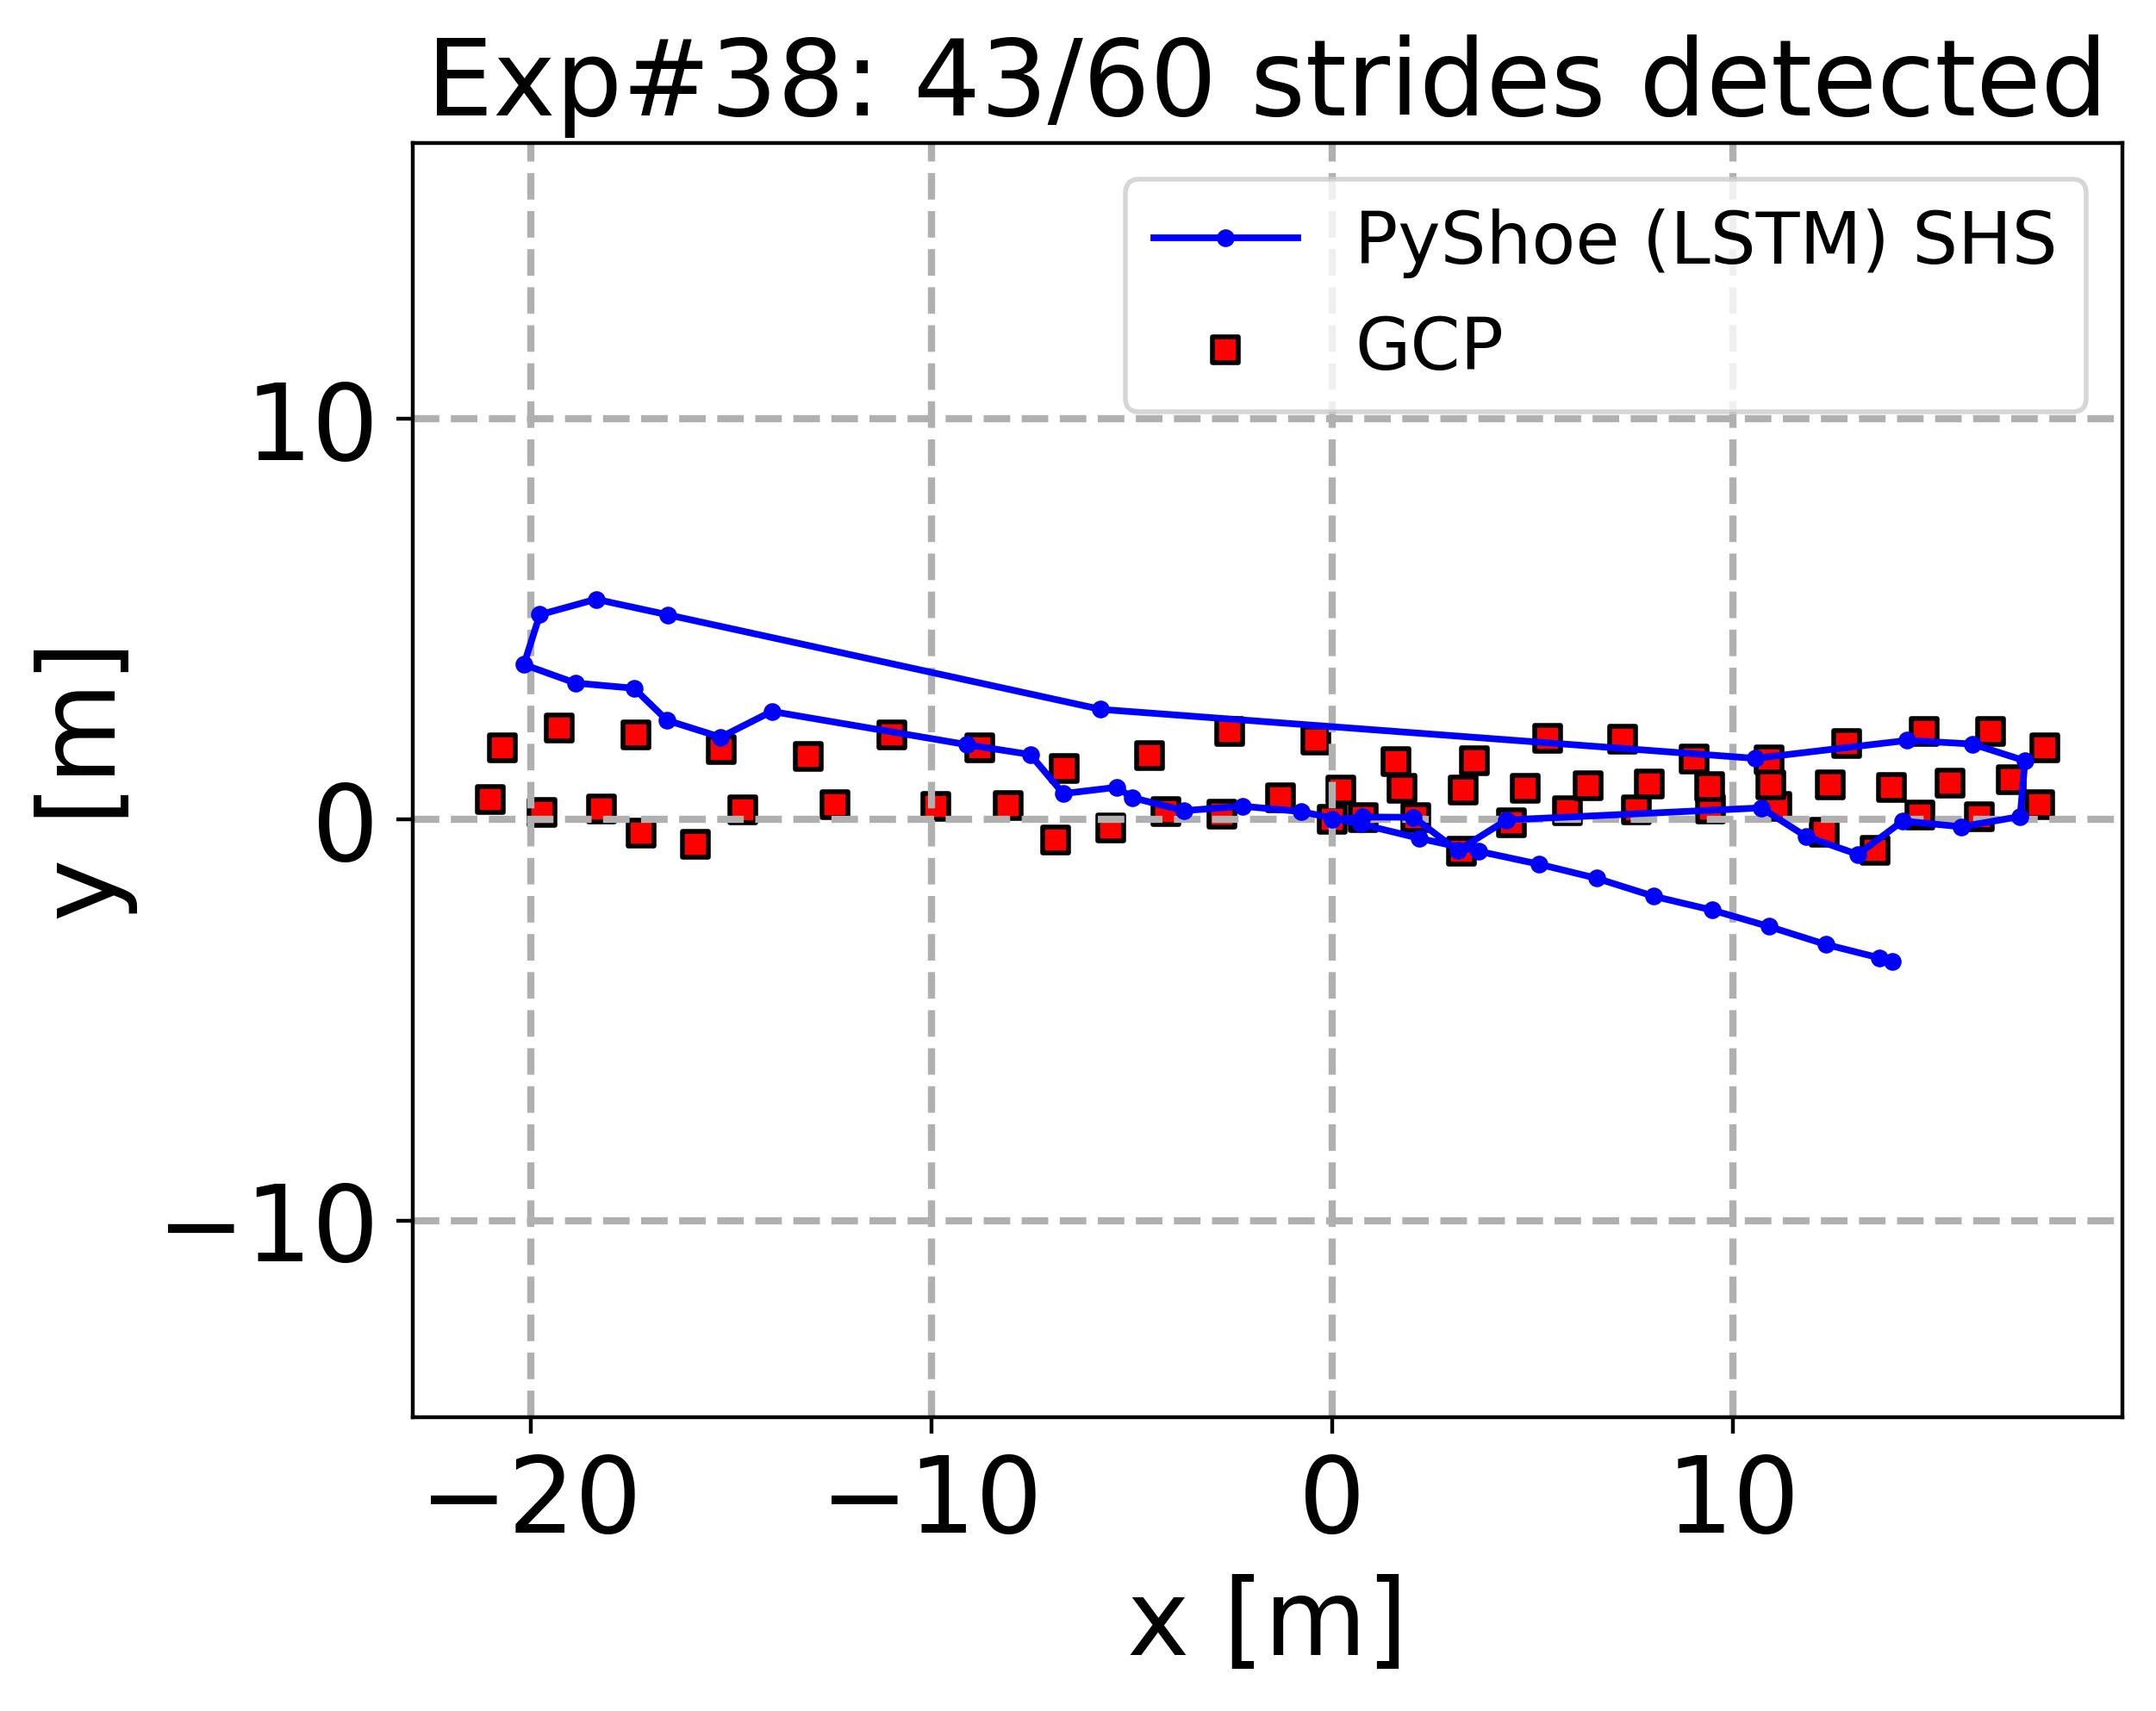 Exp#38: 43/60 strides detected
PyShoe (LSTM) SHS
GCP
10
0
−10
y [m]
−20 −10 0 10
x [m]